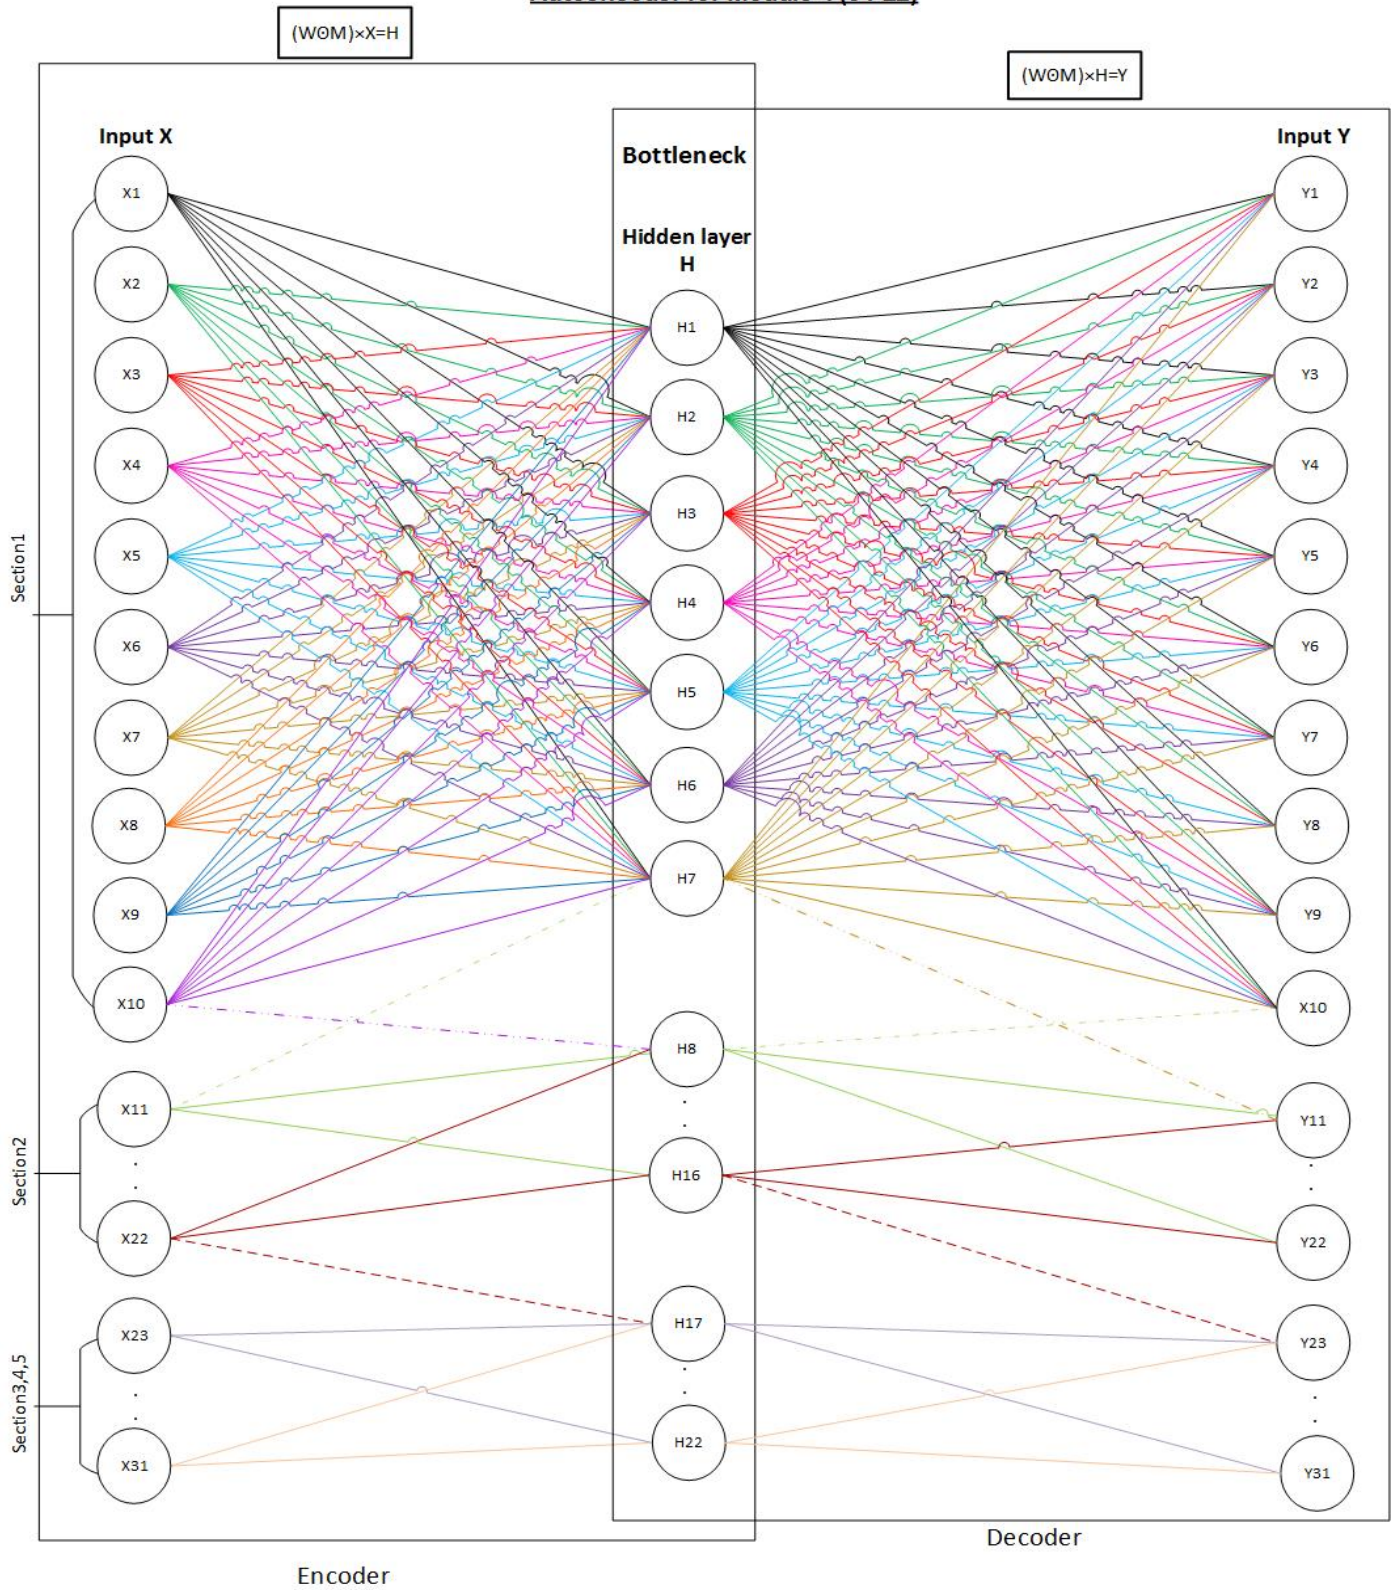 (WʘM)×X=H
(WʘM)×H=Y
Input X
Bottleneck
Hidden layer
H
Input Y
Section1
Section2
Section3,4,5
X1
X2
X3
X4
X5
X6
X7
X8
X9
X10
X11
X22
X23
X31
H1
H2
H3
H4
H5
H6
H7
H8
H16
H17
H22
Y1
Y2
Y3
Y4
Y5
Y6
Y7
Y8
Y9
X10
Y11
Y22
Y23
Y31
Decoder
Encoder